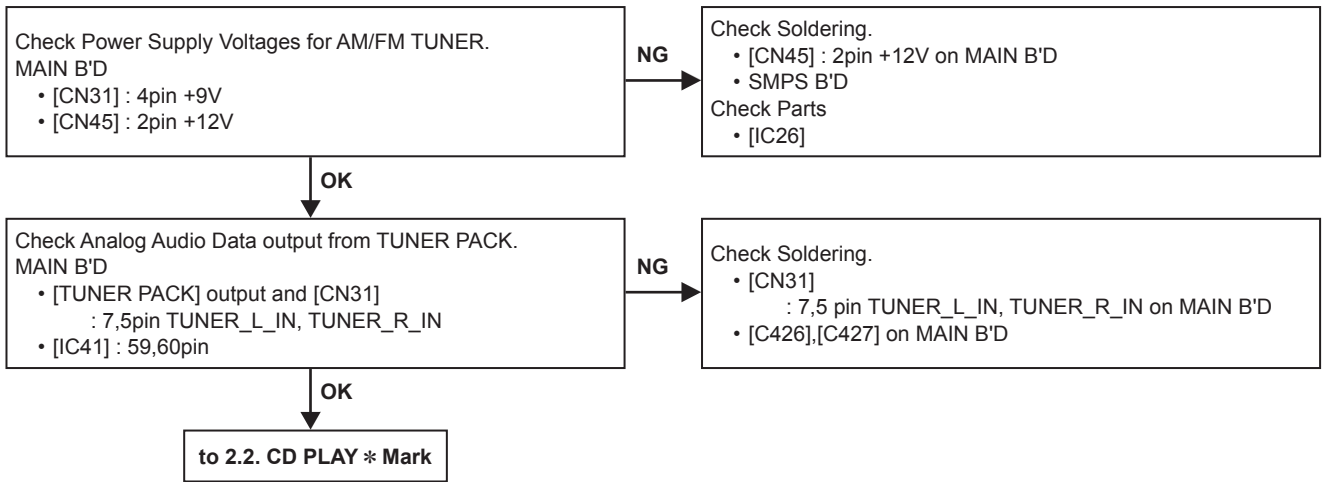 Check Power Supply Voltages for AM/FM TUNER.
MAIN B'D
• [CN31] : 4pin +9V
• [CN45] : 2pin +12V
NG
Check Soldering.
• [CN45] : 2pin +12V on MAIN B'D
• SMPS B'D
Check Parts
• [IC26]
OK
Check Analog Audio Data output from TUNER PACK.
MAIN B'D
• [TUNER PACK] output and [CN31]
: 7,5pin TUNER_L_IN, TUNER_R_IN
• [IC41] : 59,60pin
NG
Check Soldering.
• [CN31]
: 7,5 pin TUNER_L_IN, TUNER_R_IN on MAIN B'D
• [C426],[C427] on MAIN B'D
OK
to 2.2. CD PLAY * Mark